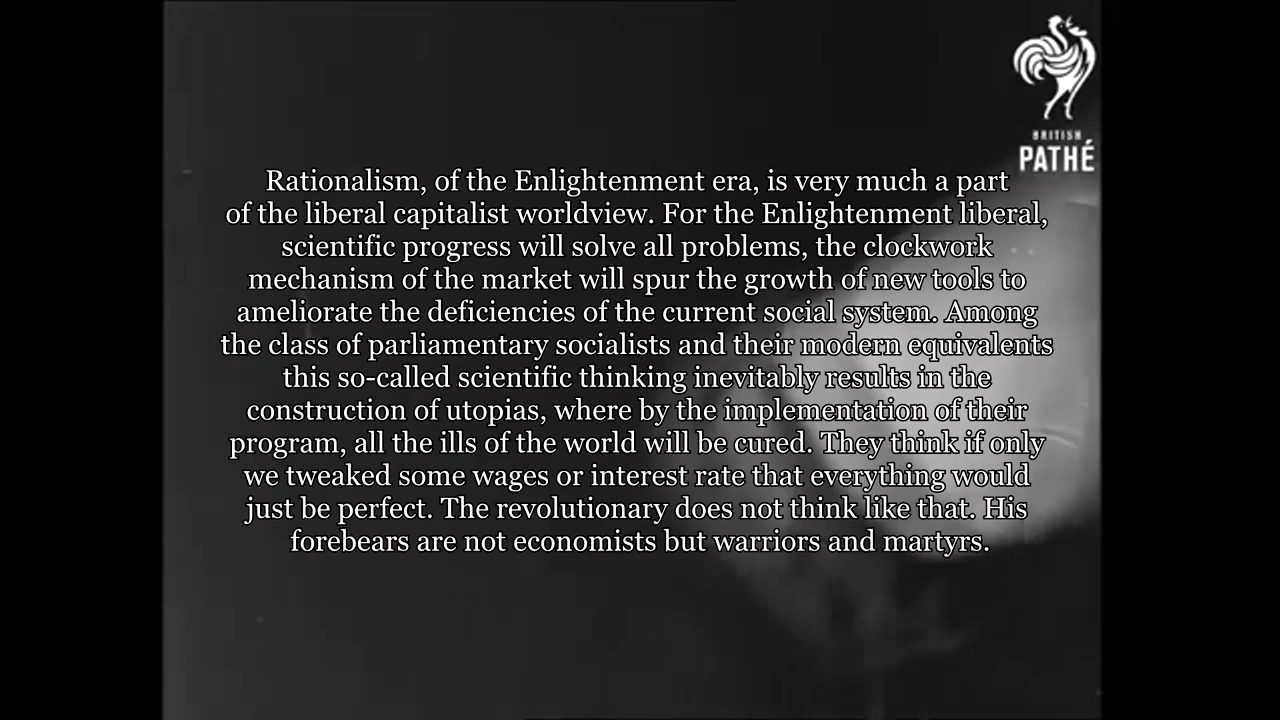 BRITISH
PATHÉ
Rationalism, of the Enlightenment era, is very much a part
of the liberal capitalist worldview. For the Enlightenment liberal,
scientific progress will solve all problems, the clockwork
mechanism of the market will spur the growth of new tools to
ameliorate the deficiencies of the current social system. Among
the class of parliamentary socialists and their modern equivalents
this so-called scientific thinking inevitably results in the
construction of utopias, where by the implementation of their
program, all the ills of the world will be cured. They think if only
we tweaked some wages or interest rate that everything would
just be perfect. The revolutionary does not think like that. His
forebears are not economists but warriors and martyrs.